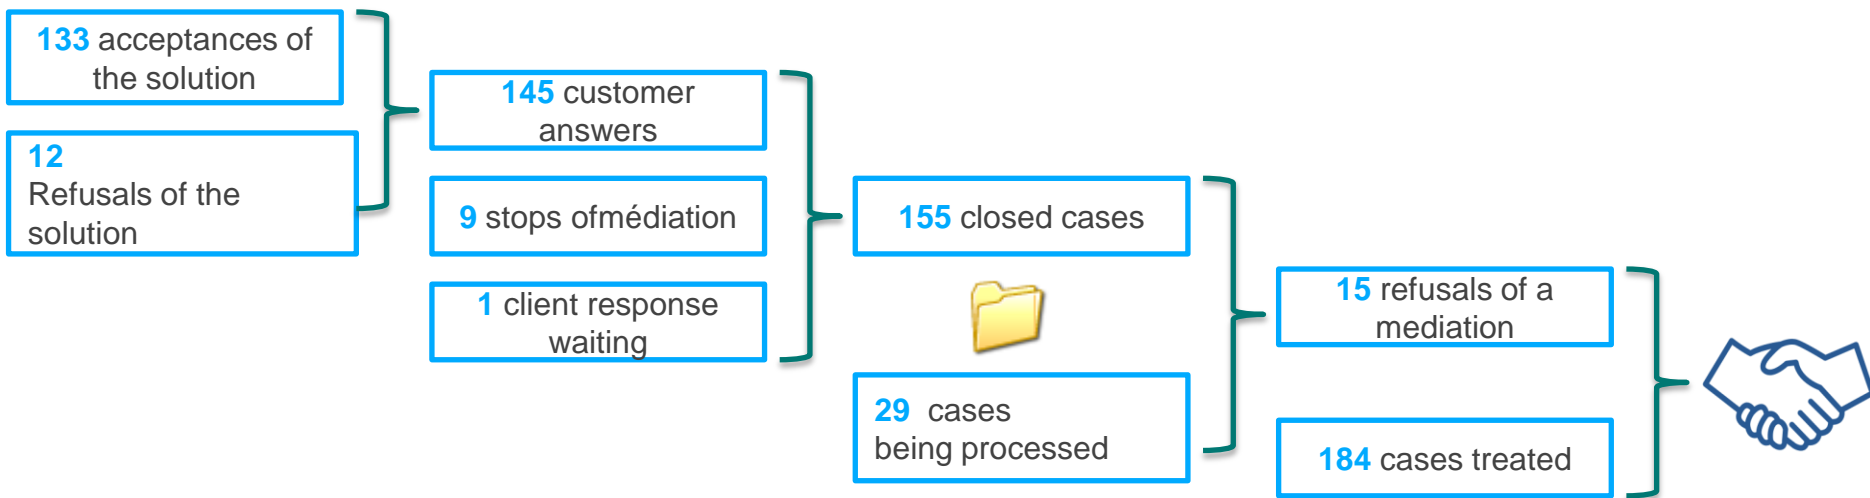 133 acceptances of
the solution
12
Refusals of the
solution
145 customer
answers
9 stops ofmédiation
1 client response
waiting
155 closed cases
29 cases
being processed
15 refusals of a
mediation
184 cases treated